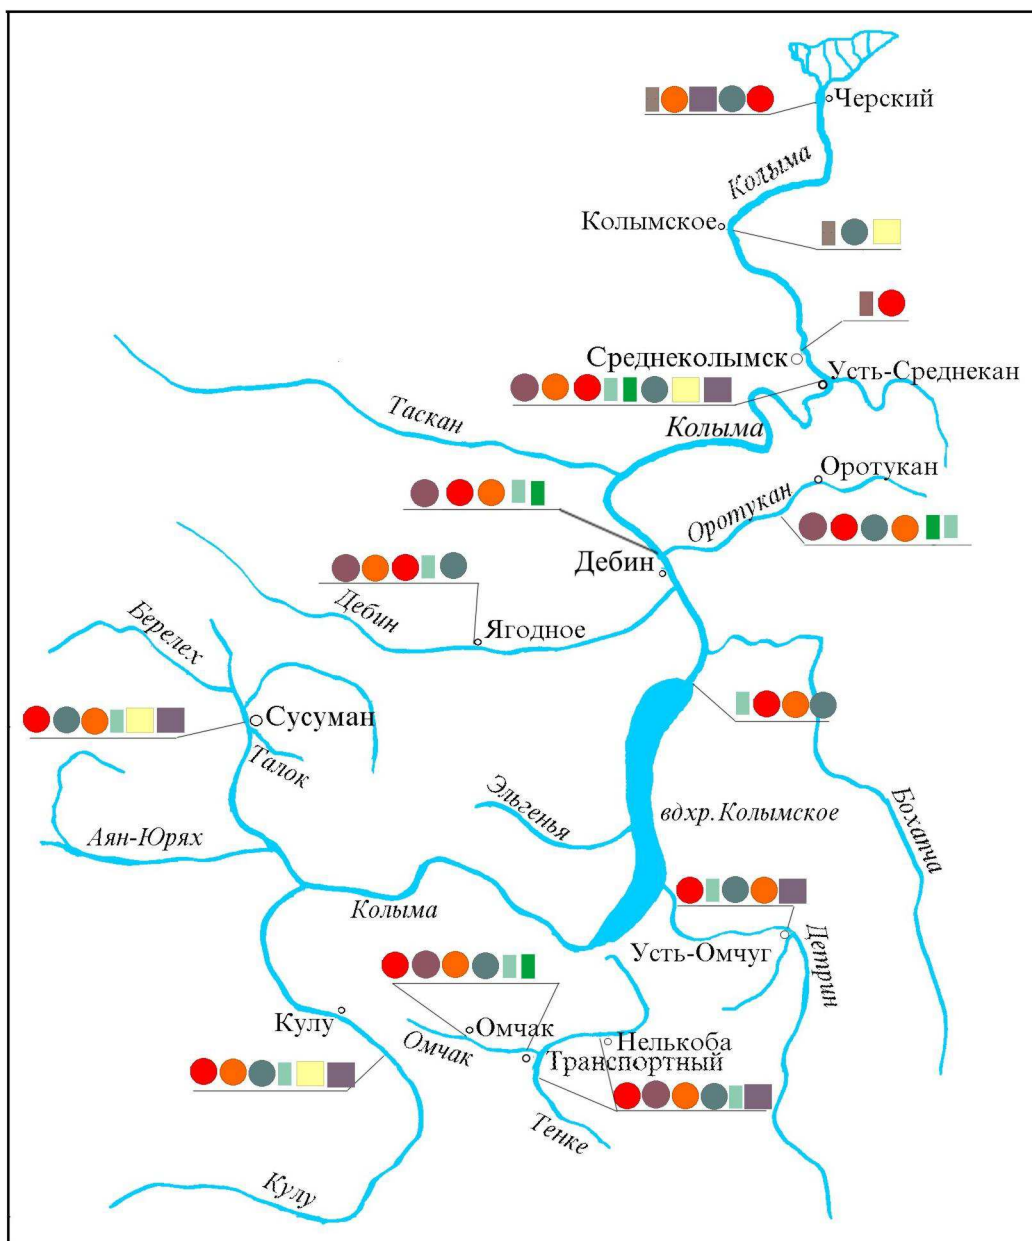 Черский
Колыма
Колымское
Среднеколымск
Усть-Среднекан
Таскан
Колыма
Оротукан
Оротукан
Дебин
Дебин
Ягодное
Берелех
Сусуман
Талок
Эльгенья
вдхр. Колымское
Бохапча
Аян-Юрях
Колыма
Усть-Омчуг
Детрин
Кулу
Омчак
Омчак
Нелькоба
Транспортный
Тенке
Кулу